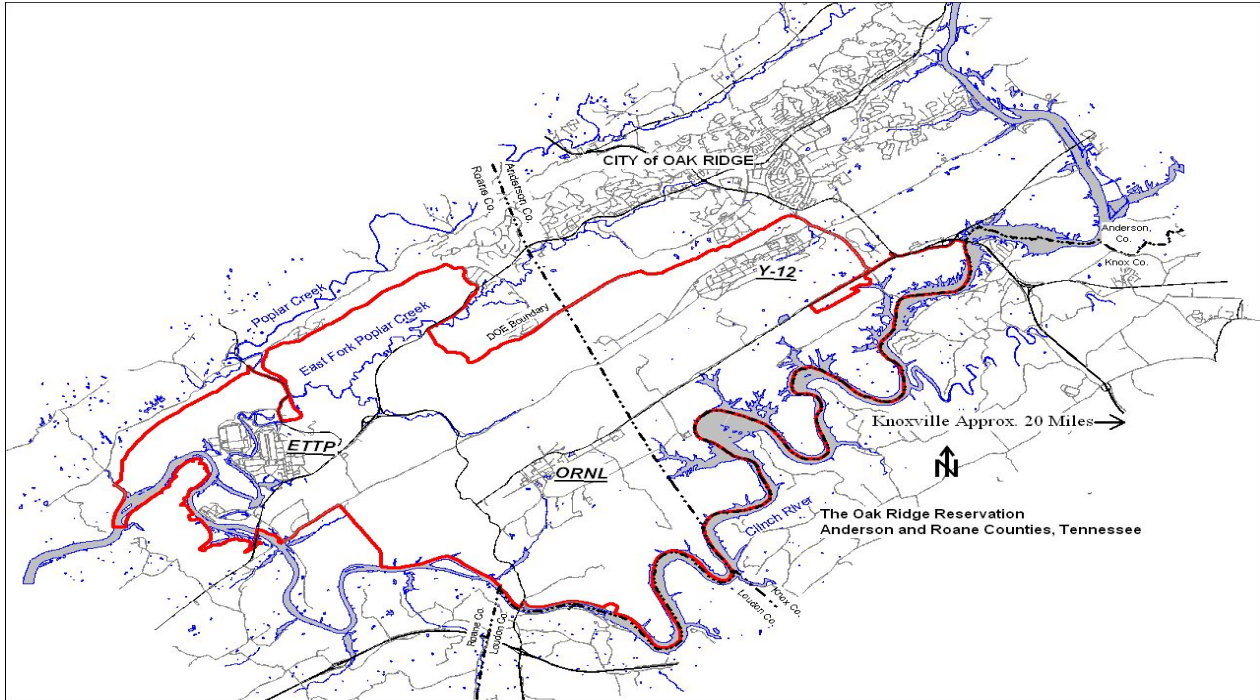 CITY of OAK RIDGE
Roane Co.
Anderson Co.
Anderson,
Co.
Knox Co.
Y-12
Poplar Creek
East Fork Poplar Creek
DOE Boundary
Knoxville Approx. 20 Miles
N
ETTP
ORNL
Clinch River
The Oak Ridge Reservation
Anderson and Roane Counties, Tennessee
Knox Co.
Loudon Co.
Roane Co.
Loudon Co.